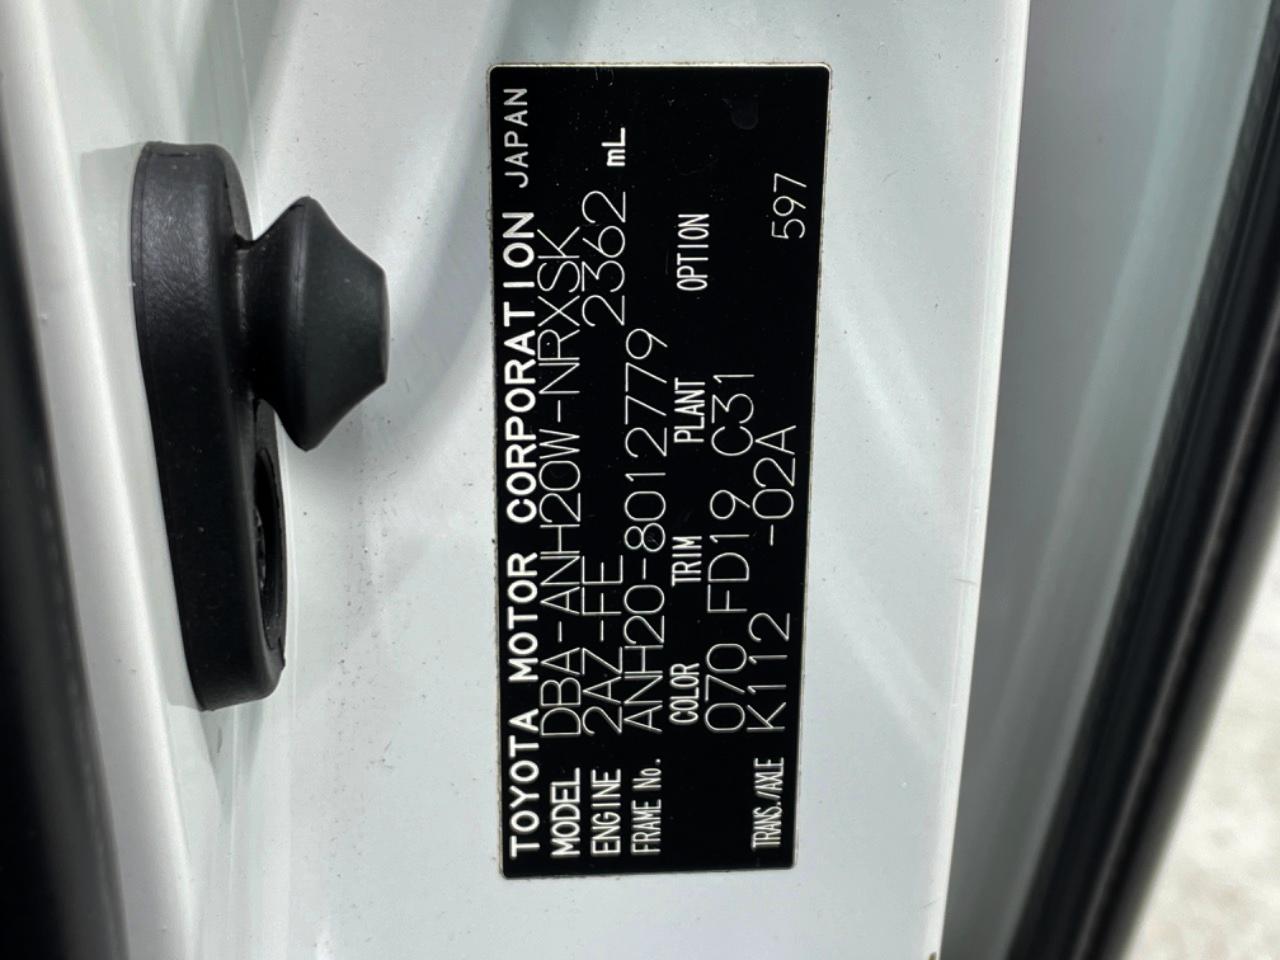 TOYOTA MOTOR CORPORATION JAPAN
MODEL DBA-ANH20W-NRXSK
ENGINE 2AZ-FE 2362 mL
FRAME No. ANH20-8012779
COLOR TRIM PLANT OPTION
070 FD19 C31
TRANS./AXLE K112 -02A 597